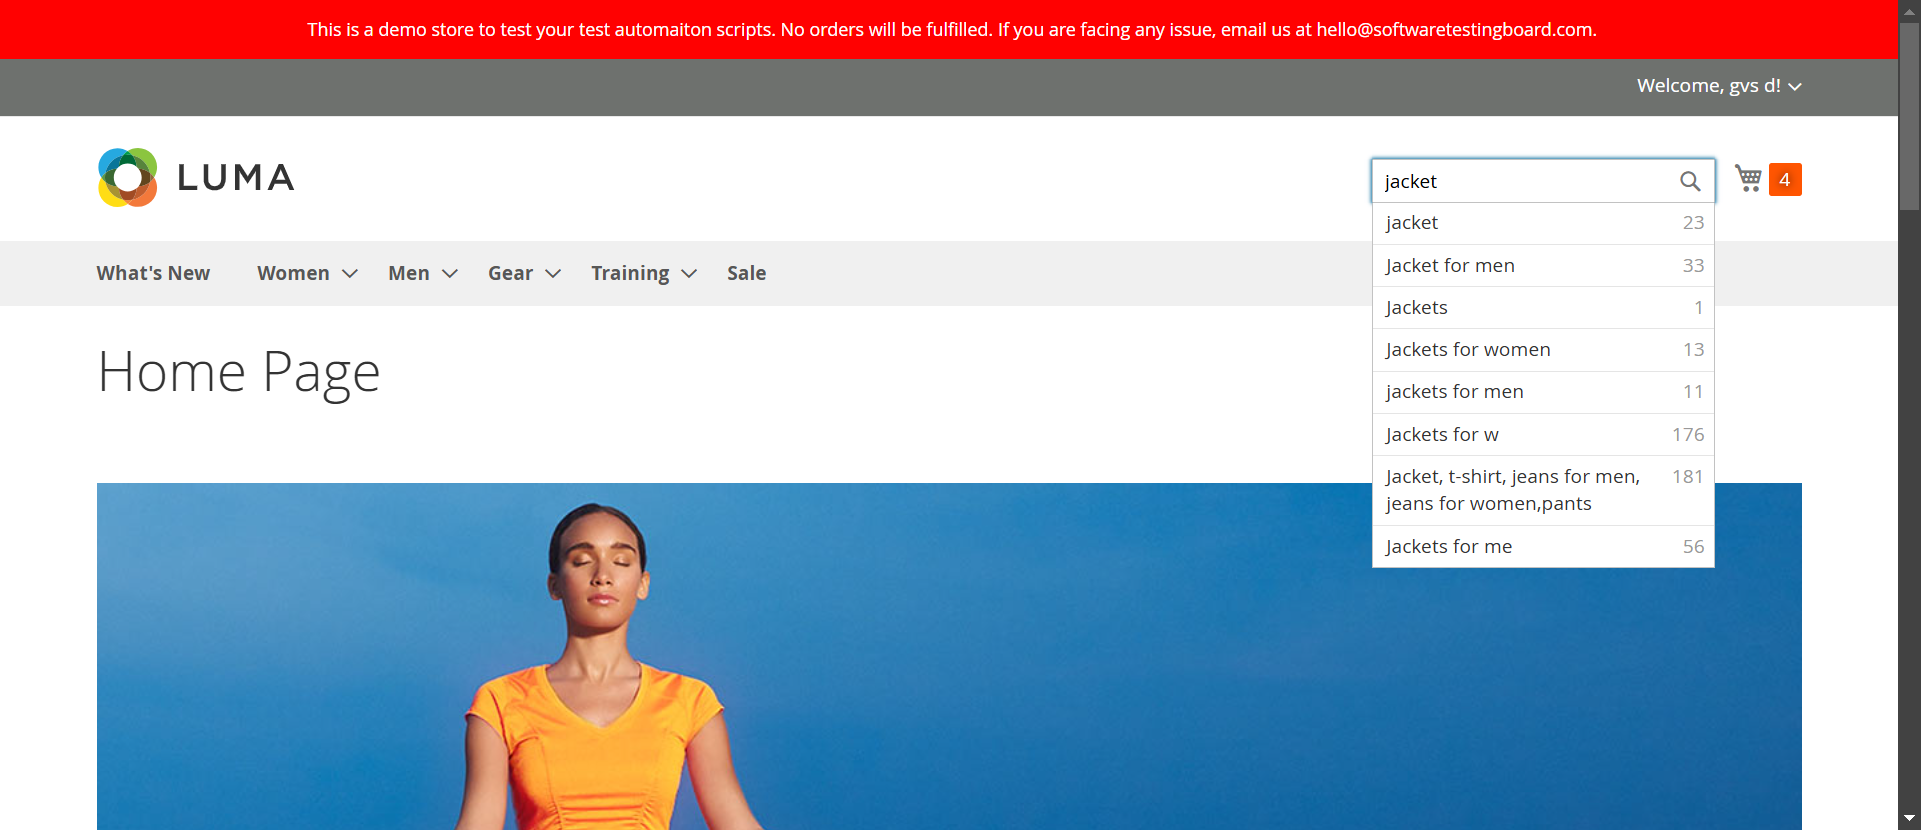 This is a demo store to test your test automaiton scripts. No orders will be fulfilled. If you are facing any issue, email us at hello@softwaretestingboard.com.
Welcome, gvs d!
LUMA
jacket
4
jacket 23
Jacket for men 33
Jackets 1
Jackets for women 13
jackets for men 11
Jackets for w 176
Jacket, t-shirt, jeans for men, 181
jeans for women,pants
Jackets for me 56
What's New Women Men Gear Training Sale
Home Page